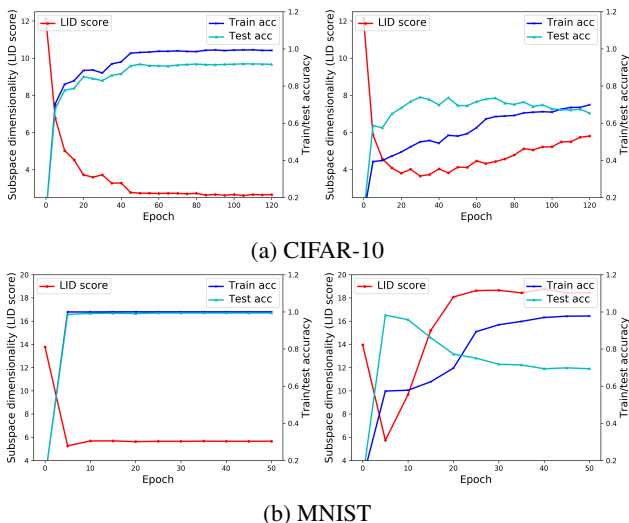 LID score
Train acc
Test acc
Subspace dimensionality (LID score)
12
10
8
6
4
1.2
1.0
0.8
0.6
0.4
0.2
Train/test accuracy
0 20 40 60 80 100 120
Epoch
LID score
Train acc
Test acc
Subspace dimensionality (LID score)
12
10
8
6
4
1.2
1.0
0.8
0.6
0.4
0.2
Train/test accuracy
0 20 40 60 80 100 120
Epoch
(a) CIFAR-10
LID score
Train acc
Test acc
Subspace dimensionality (LID score)
20
18
16
14
12
10
8
6
4
1.2
1.0
0.8
0.6
0.4
0.2
Train/test accuracy
0 10 20 30 40 50
Epoch
LID score
Train acc
Test acc
Subspace dimensionality (LID score)
20
18
16
14
12
10
8
6
4
1.2
1.0
0.8
0.6
0.4
0.2
Train/test accuracy
0 10 20 30 40 50
Epoch
(b) MNIST